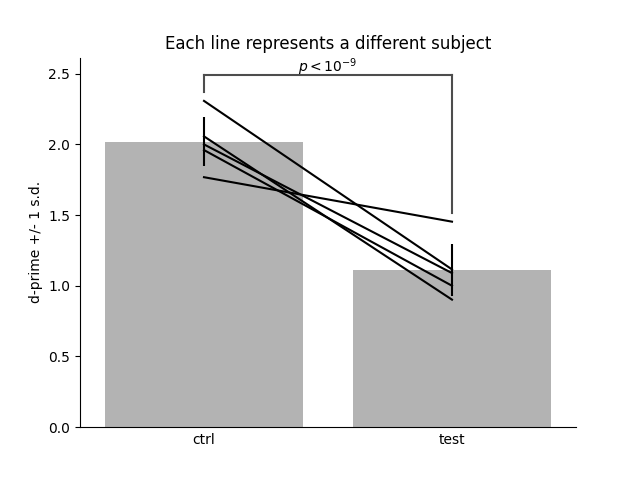 Each line represents a different subject
p < 10⁻⁹
d-prime +/- 1 s.d.
2.5
2.0
1.5
1.0
0.5
0.0
ctrl
test